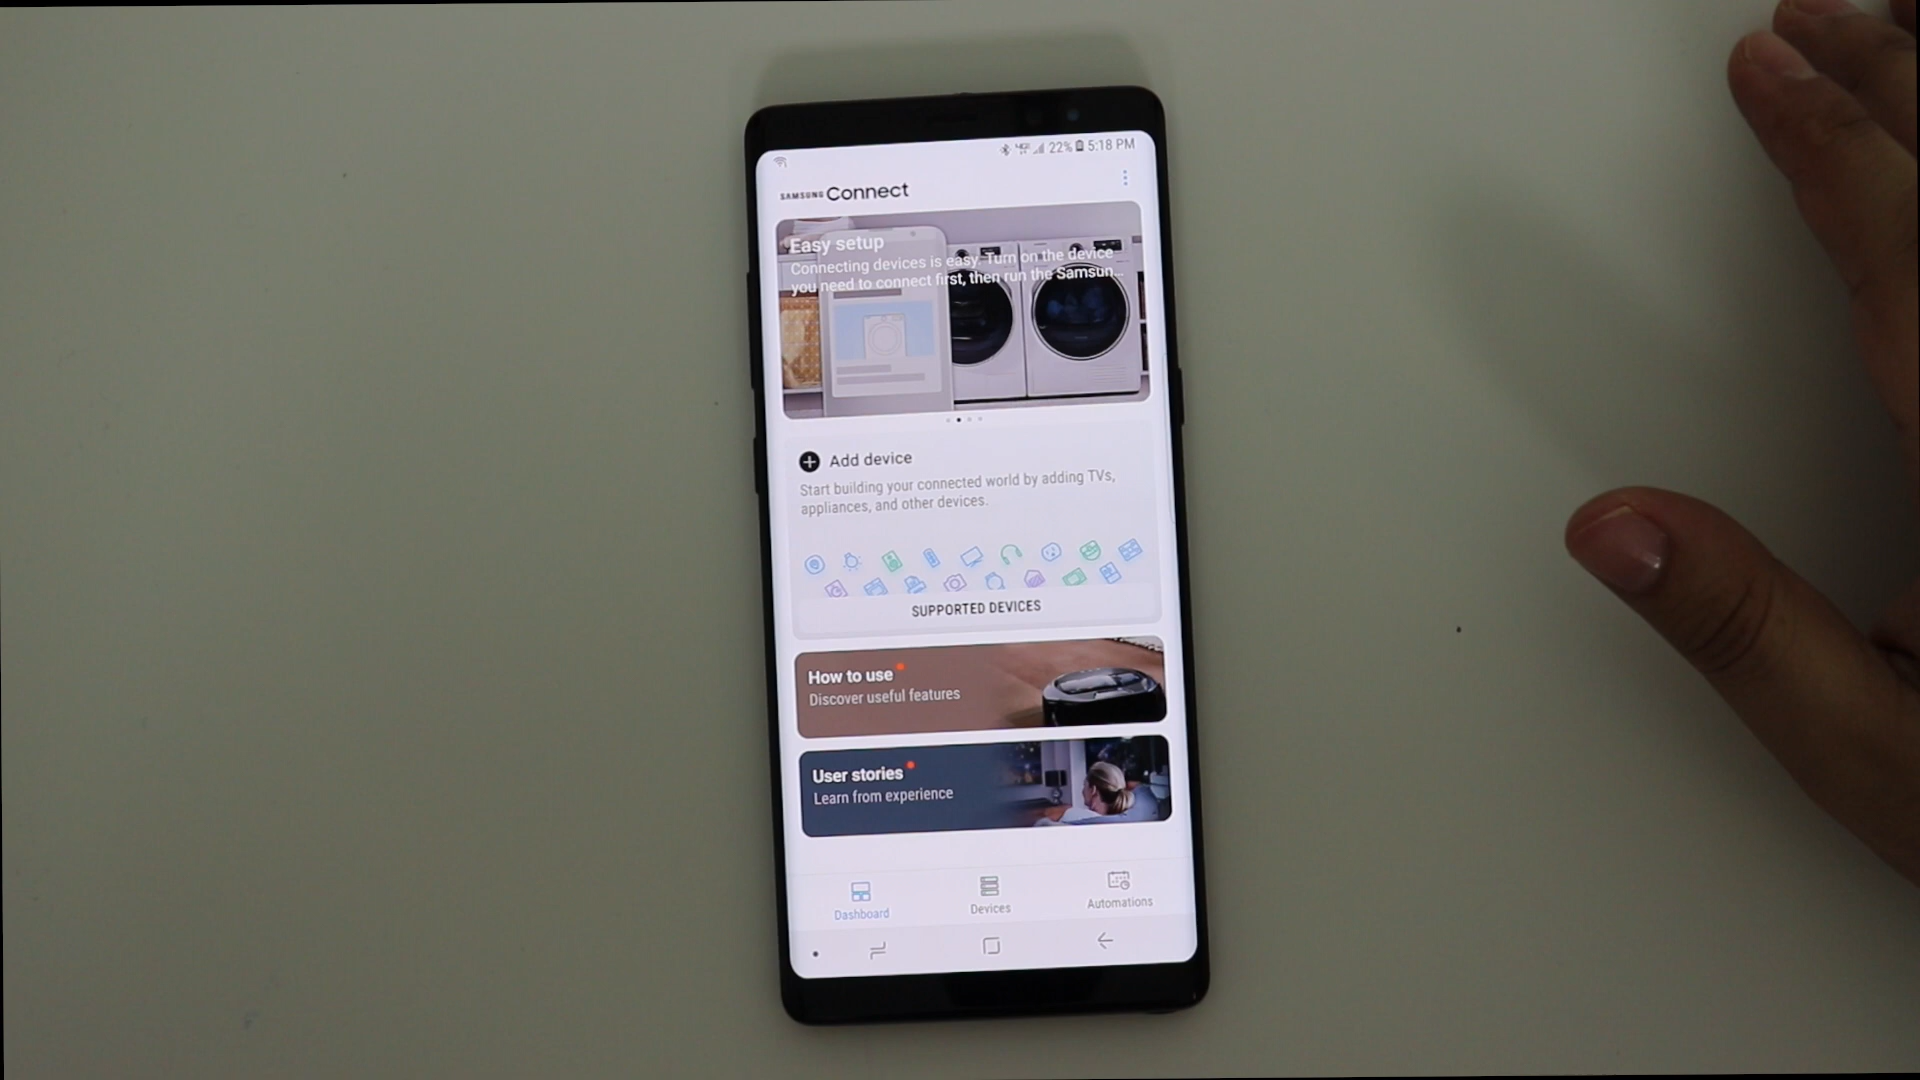 22% 5:18 PM
SAMSUNG Connect
Easy setup
Connecting devices is easy. Turn on the device
you need to connect first, then run the Samsun...
Add device
Start building your connected world by adding TVs,
appliances, and other devices.
SUPPORTED DEVICES
How to use
Discover useful features
User stories
Learn from experience
Dashboard
Devices
Automations